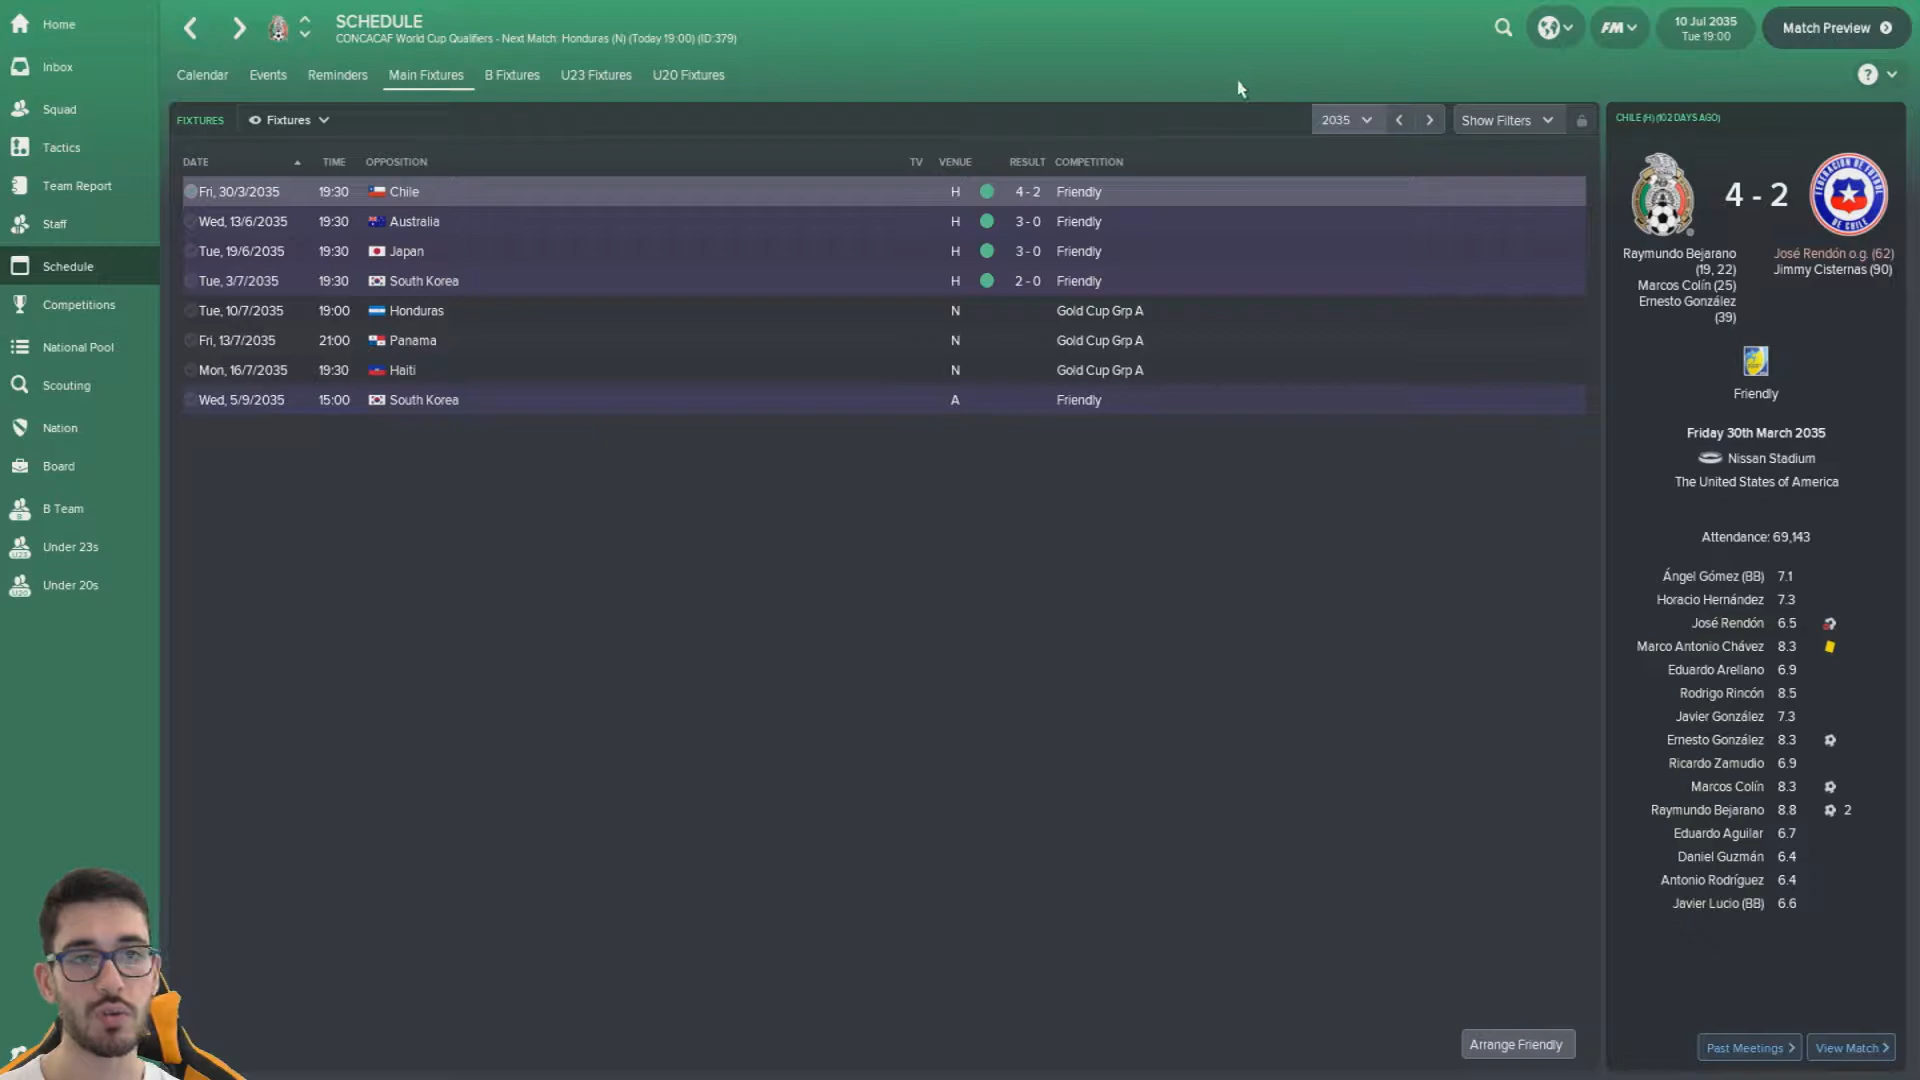 Home
Inbox
Squad
Tactics
Team Report
Staff
Schedule
Competitions
National Pool
Scouting
Nation
Board
B Team
Under 23s
Under 20s
SCHEDULE
CONCACAF World Cup Qualifiers - Next Match: Honduras (N) (Today 19:00) (ID:379)
FM
10 Jul 2035
Tue 19:00
Match Preview
Calendar Events Reminders Main Fixtures B Fixtures U23 Fixtures U20 Fixtures
?
FIXTURES Fixtures 2035 Show Filters
DATE TIME OPPOSITION TV VENUE RESULT COMPETITION
Fri, 30/3/2035 19:30 Chile H 4 - 2 Friendly
Wed, 13/6/2035 19:30 Australia H 3 - 0 Friendly
Tue, 19/6/2035 19:30 Japan H 3 - 0 Friendly
Tue, 3/7/2035 19:30 South Korea H 2 - 0 Friendly
Tue, 10/7/2035 19:00 Honduras N Gold Cup Grp A
Fri, 13/7/2035 21:00 Panama N Gold Cup Grp A
Mon, 16/7/2035 19:30 Haiti N Gold Cup Grp A
Wed, 5/9/2035 15:00 South Korea A Friendly
Arrange Friendly
CHILE (H) (102 DAYS AGO)
4 - 2
Raymundo Bejarano
(19, 22)
Marcos Colín (25)
Ernesto González
(39)
José Rendón o.g. (62)
Jimmy Cisternas (90)
Friendly
Friday 30th March 2035
Nissan Stadium
The United States of America
Attendance: 69,143
Ángel Gómez (BB) 7.1
Horacio Hernández 7.3
José Rendón 6.5
Marco Antonio Chávez 8.3
Eduardo Arellano 6.9
Rodrigo Rincón 8.5
Javier González 7.3
Ernesto González 8.3
Ricardo Zamudio 6.9
Marcos Colín 8.3
Raymundo Bejarano 8.8 2
Eduardo Aguilar 6.7
Daniel Guzmán 6.4
Antonio Rodríguez 6.4
Javier Lucio (BB) 6.6
Past Meetings View Match